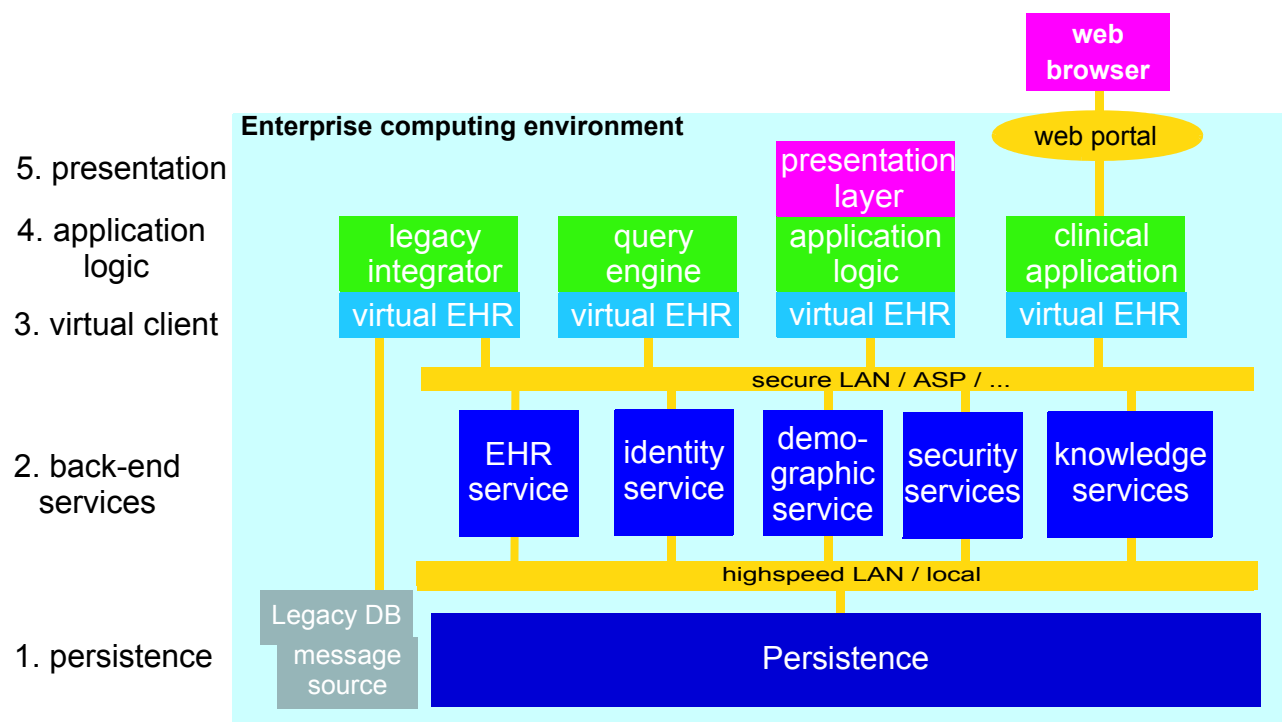 web
browser
Enterprise computing environment
web portal
5. presentation
presentation
layer
4. application
logic
legacy
integrator
query
engine
application
logic
clinical
application
3. virtual client
virtual EHR
virtual EHR
virtual EHR
virtual EHR
secure LAN / ASP / ...
2. back-end
services
EHR
service
identity
service
demo-
graphic
service
security
services
knowledge
services
highspeed LAN / local
Legacy DB
1. persistence
message
source
Persistence